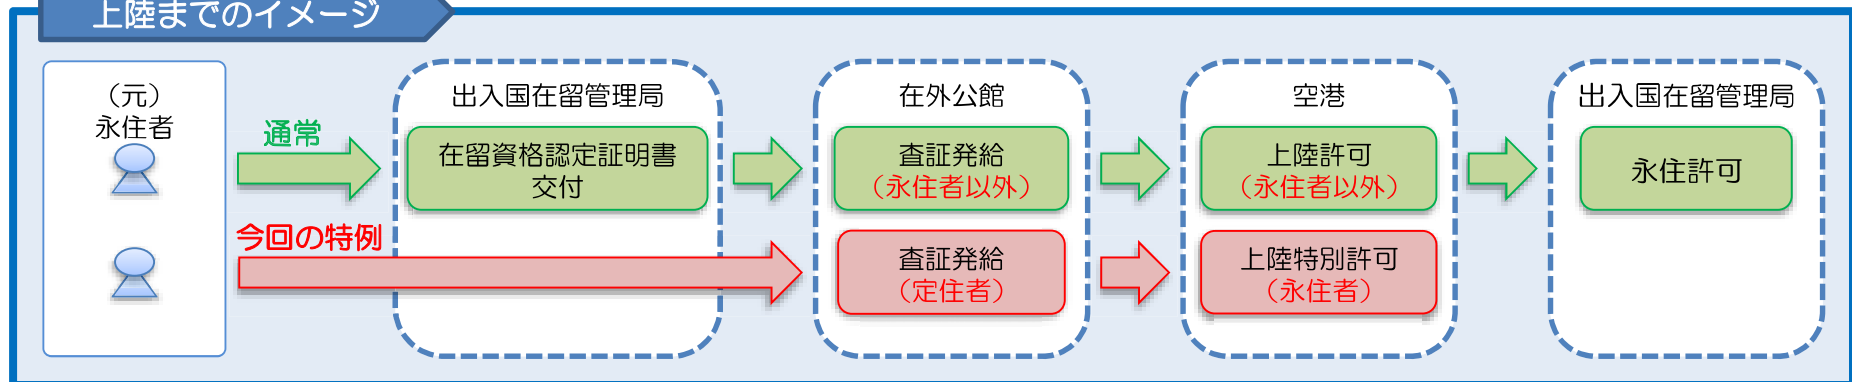 上陸までのイメージ
（元）
永住者
通常
今回の特例
出入国在留管理局
在留資格認定証明書
交付
在外公館
査証発給
（永住者以外）
査証発給
（定住者）
空港
上陸許可
（永住者以外）
上陸特別許可
（永住者）
出入国在留管理局
永住許可